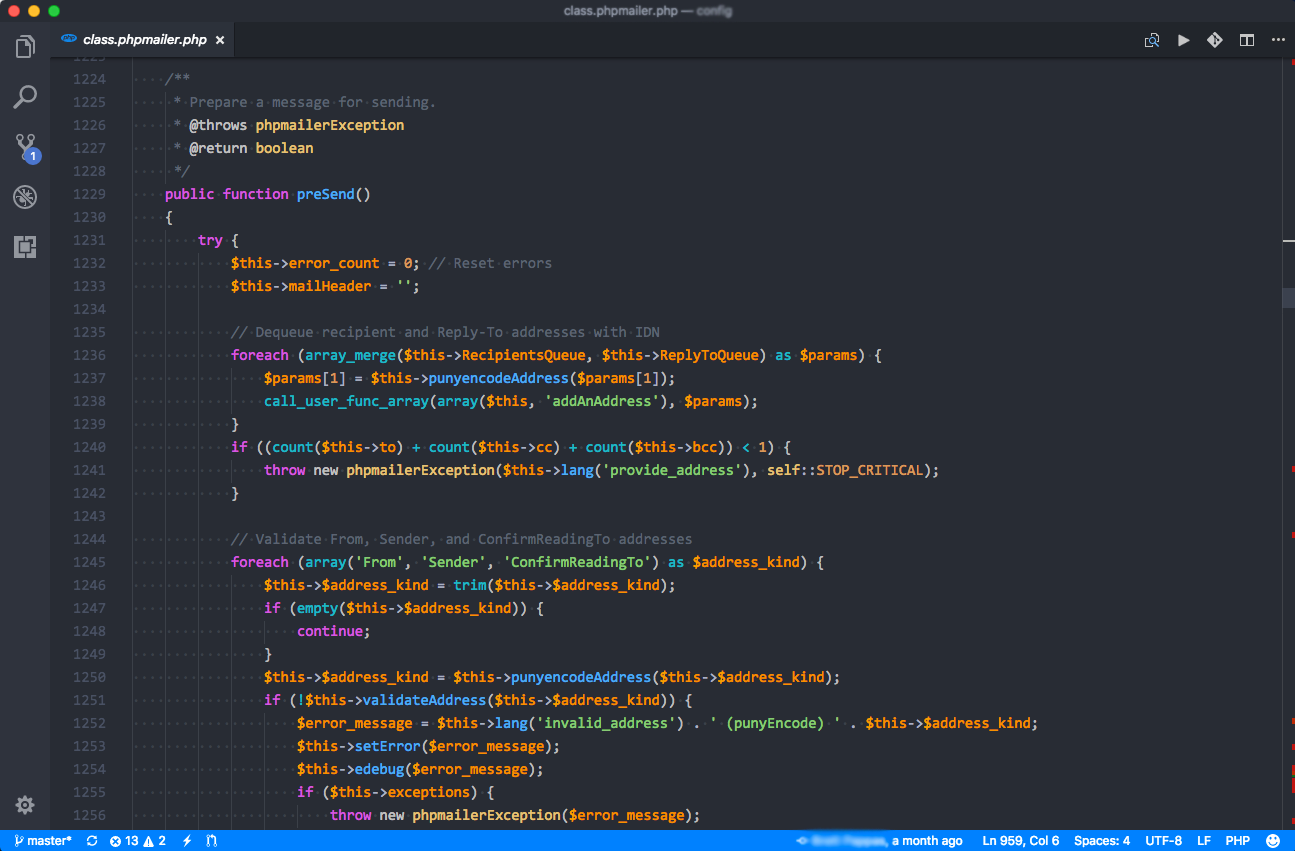 class.phpmailer.php —
class.phpmailer.php ×
1223
1224 /**
1225 * Prepare a message for sending.
1226 * @throws phpmailerException
1227 * @return boolean
1228 */
1229 public function preSend()
1230 {
1231 try {
1232 $this->error_count = 0; // Reset errors
1233 $this->mailHeader = '';
1234
1235 // Dequeue recipient and Reply-To addresses with IDN
1236 foreach (array_merge($this->RecipientsQueue, $this->ReplyToQueue) as $params) {
1237 $params[1] = $this->punyencodeAddress($params[1]);
1238 call_user_func_array(array($this, 'addAnAddress'), $params);
1239 }
1240 if ((count($this->to) + count($this->cc) + count($this->bcc)) < 1) {
1241 throw new phpmailerException($this->lang('provide_address'), self::STOP_CRITICAL);
1242 }
1243
1244 // Validate From, Sender, and ConfirmReadingTo addresses
1245 foreach (array('From', 'Sender', 'ConfirmReadingTo') as $address_kind) {
1246 $this->$address_kind = trim($this->$address_kind);
1247 if (empty($this->$address_kind)) {
1248 continue;
1249 }
1250 $this->$address_kind = $this->punyencodeAddress($this->$address_kind);
1251 if (!$this->validateAddress($this->$address_kind)) {
1252 $error_message = $this->lang('invalid_address') . ' (punyEncode) ' . $this->$address_kind;
1253 $this->setError($error_message);
1254 $this->edebug($error_message);
1255 if ($this->exceptions) {
1256 throw new phpmailerException($error_message);
1
master* 13 2 , a month ago Ln 959, Col 6 Spaces: 4 UTF-8 LF PHP